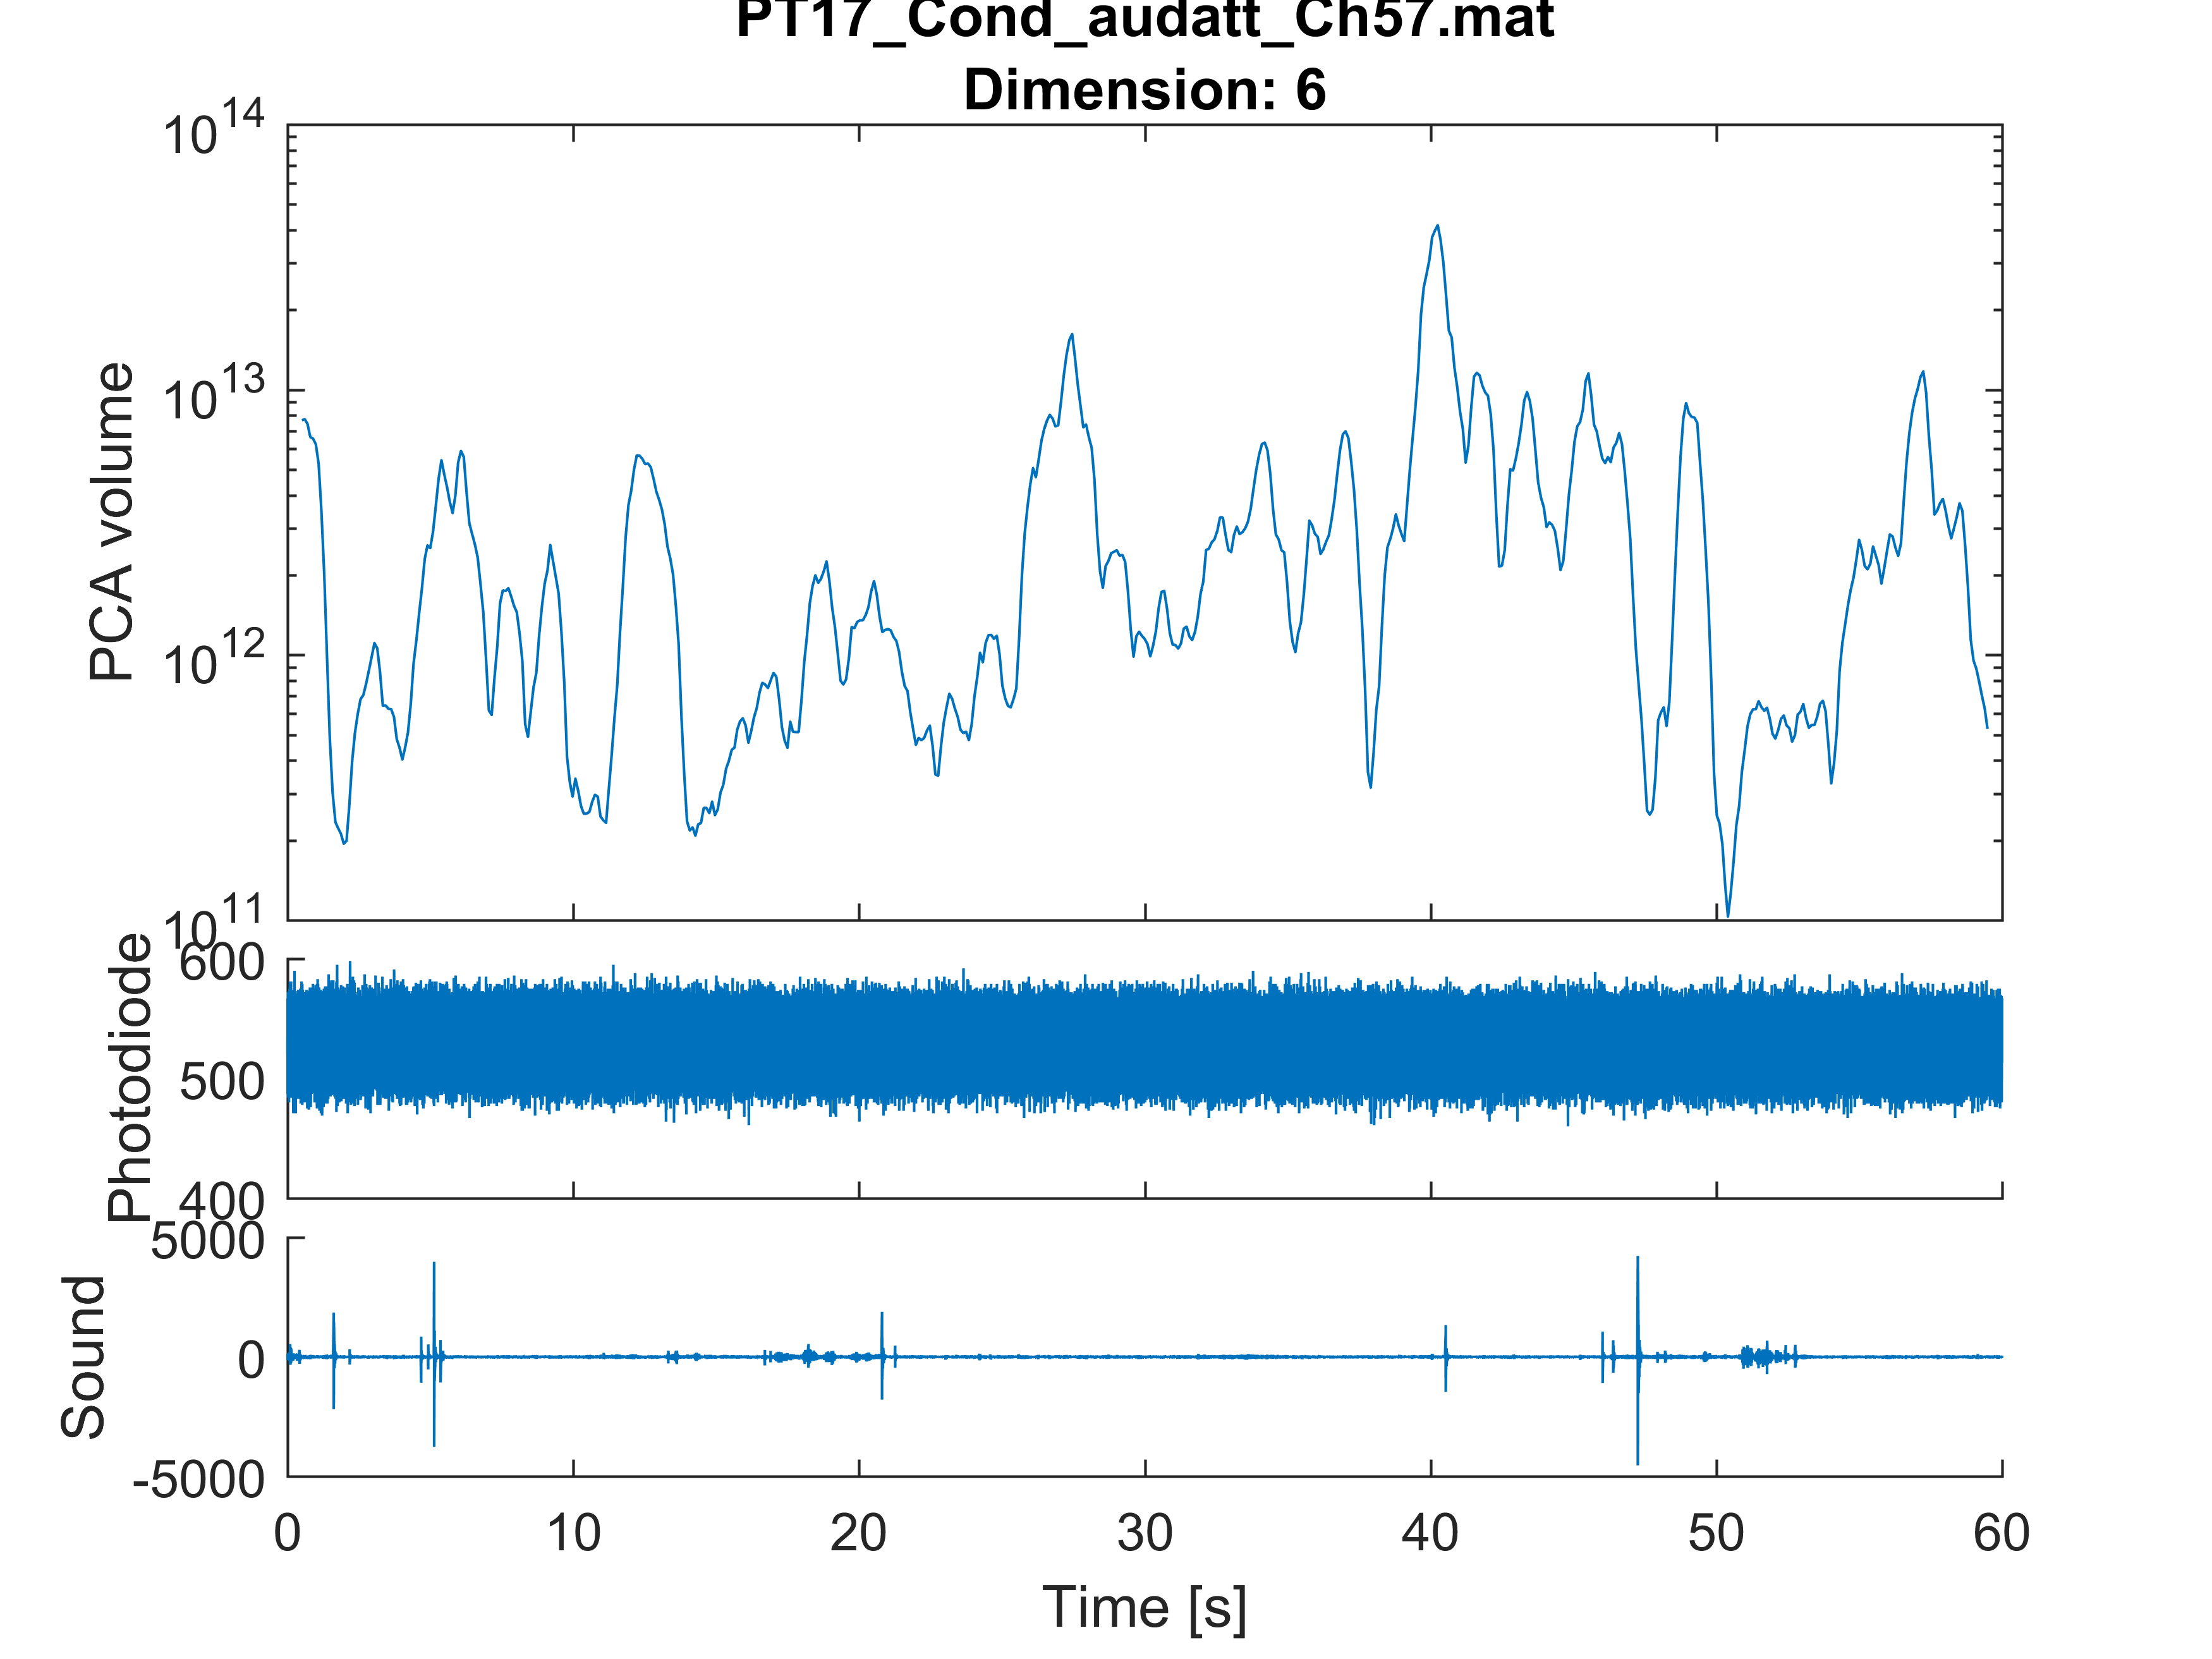 PT17_Cond_audatt_Ch57.mat
Dimension: 6
PCA volume
10^14
10^13
10^12
10^11
Photodiode
600
500
400
Sound
5000
0
-5000
0 10 20 30 40 50 60
Time [s]